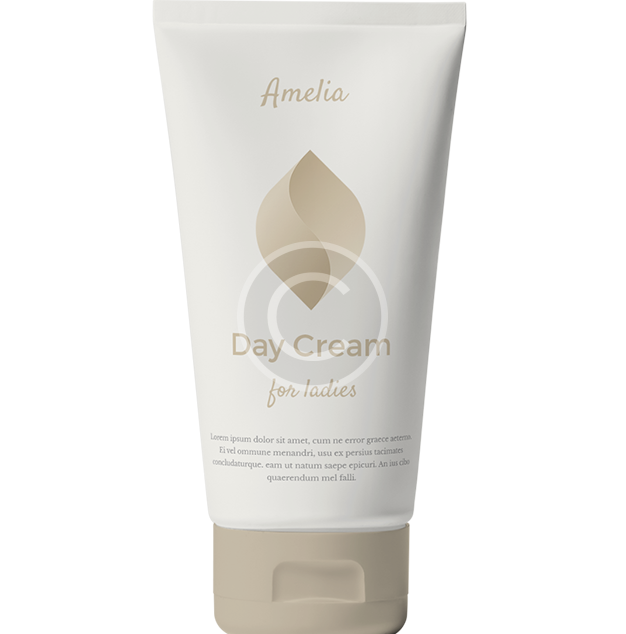 Amelia
Day Cream
for ladies
Lorem ipsum dolor sit amet, cum ne error graece aeterno.
Ei vel ommune menandri, usu ex persius tacimates
concludaturque. eam ut natum saepe epicuri. An ius cibo
quaerendum mel falli.